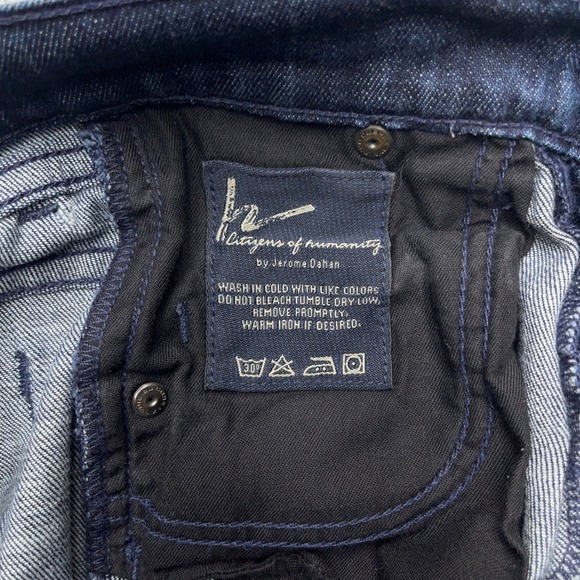 Citizens of humanity
by Jerome Dahan
WASH IN COLD WITH LIKE COLORS
DO NOT BLEACH TUMBLE DRY LOW,
REMOVE PROMPTLY.
WARM IRON IF DESIRED.
30°